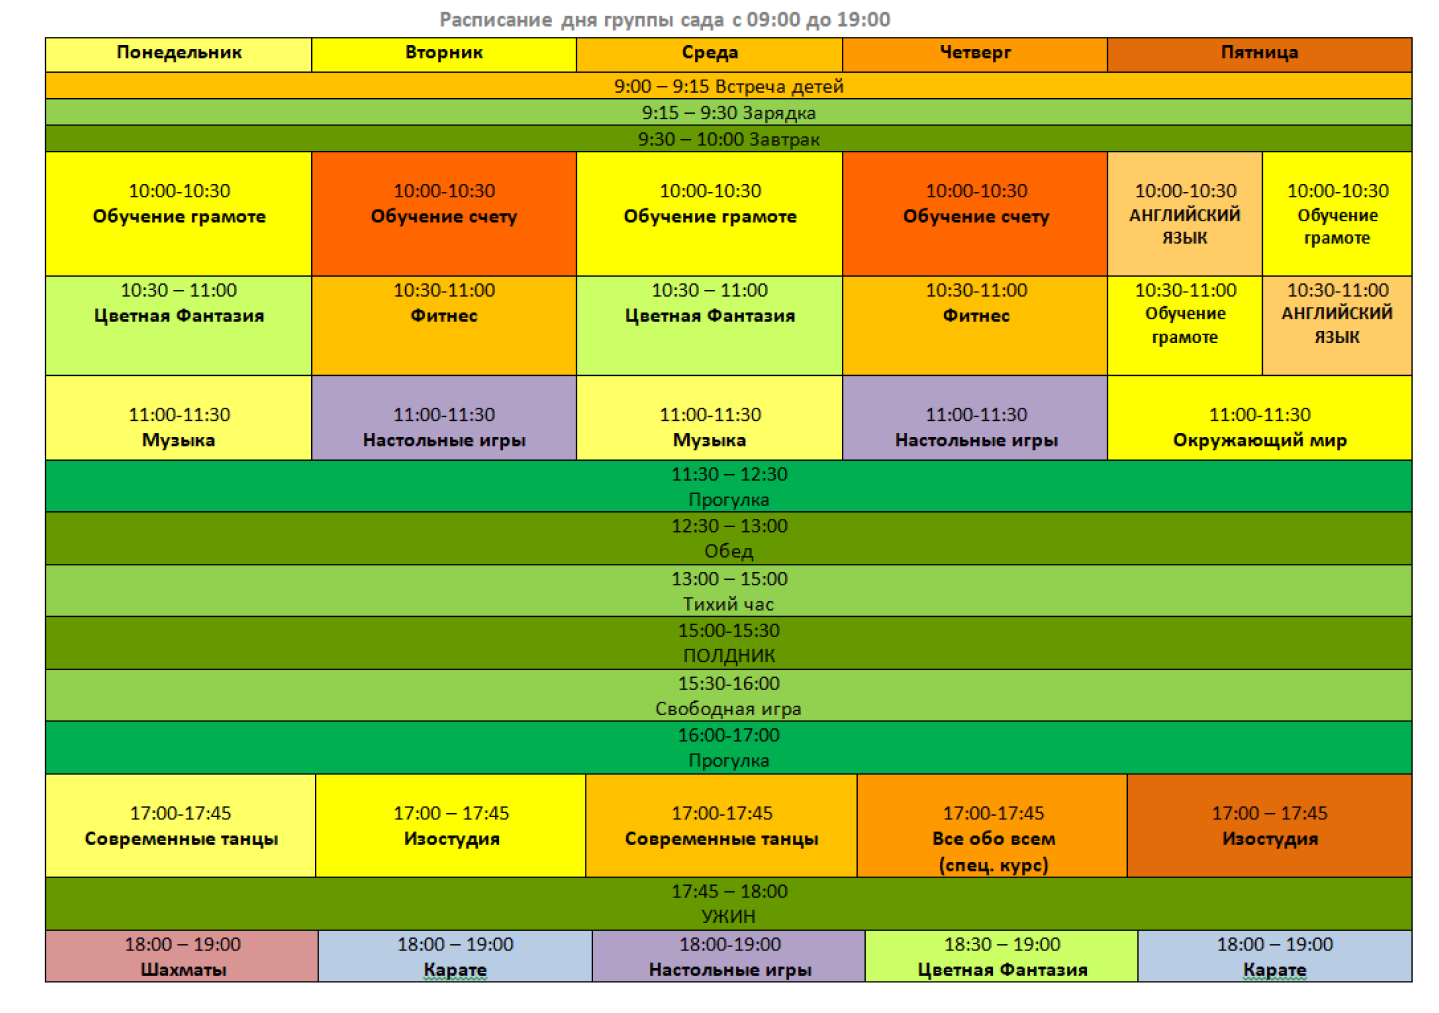 Расписание дня группы сада с 09:00 до 19:00
Понедельник Вторник Среда Четверг Пятница
9:00 – 9:15 Встреча детей
9:15 – 9:30 Зарядка
9:30 – 10:00 Завтрак
10:00-10:30
Обучение грамоте
10:00-10:30
Обучение счету
10:00-10:30
Обучение грамоте
10:00-10:30
Обучение счету
10:00-10:30
АНГЛИЙСКИЙ
ЯЗЫК
10:00-10:30
Обучение
грамоте
10:30 – 11:00
Цветная Фантазия
10:30-11:00
Фитнес
10:30 – 11:00
Цветная Фантазия
10:30-11:00
Фитнес
10:30-11:00
Обучение
грамоте
10:30-11:00
АНГЛИЙСКИЙ
ЯЗЫК
11:00-11:30
Музыка
11:00-11:30
Настольные игры
11:00-11:30
Музыка
11:00-11:30
Настольные игры
11:00-11:30
Окружающий мир
11:30 – 12:30
Прогулка
12:30 – 13:00
Обед
13:00 – 15:00
Тихий час
15:00-15:30
ПОЛДНИК
15:30-16:00
Свободная игра
16:00-17:00
Прогулка
17:00-17:45
Современные танцы
17:00 – 17:45
Изостудия
17:00-17:45
Современные танцы
17:00-17:45
Все обо всем
(спец. курс)
17:00 – 17:45
Изостудия
17:45 – 18:00
УЖИН
18:00 – 19:00
Шахматы
18:00 – 19:00
Карате
18:00-19:00
Настольные игры
18:30 – 19:00
Цветная Фантазия
18:00 – 19:00
Карате